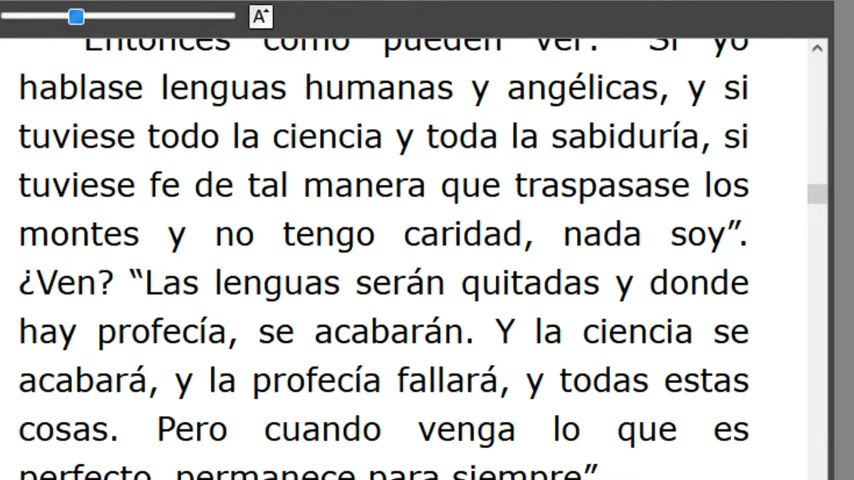 A
Entonces como pueden ver: "Si yo
hablase lenguas humanas y angélicas, y si
tuviese todo la ciencia y toda la sabiduría, si
tuviese fe de tal manera que traspasase los
montes y no tengo caridad, nada soy”.
¿Ven? “Las lenguas serán quitadas y donde
hay profecía, se acabarán. Y la ciencia se
acabará, y la profecía fallará, y todas estas
cosas. Pero cuando venga lo que es
perfecto, permanece para siempre”